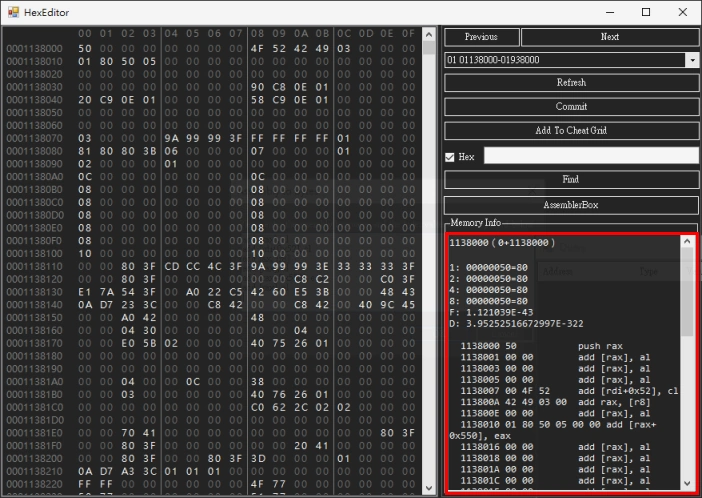 HexEditor
00 01 02 03 04 05 06 07 08 09 0A 0B 0C 0D 0E 0F
0001138000 50 00 00 00 00 00 00 00 4F 52 42 49 03 00 00 00
0001138010 01 80 50 05 00 00 00 00 00 00 00 00 00 00 00 00
0001138020 00 00 00 00 00 00 00 00 00 00 00 00 00 00 00 00
0001138030 00 00 00 00 00 00 00 00 90 C8 0E 01 00 00 00 00
0001138040 20 C9 0E 01 00 00 00 00 58 C9 0E 01 00 00 00 00
0001138050 00 00 00 00 00 00 00 00 00 00 00 00 00 00 00 00
0001138060 00 00 00 00 00 00 00 00 00 00 00 00 00 00 00 00
0001138070 03 00 00 00 9A 99 99 3F FF FF FF FF 01 00 00 00
0001138080 81 80 80 3B 06 00 00 00 07 00 00 00 01 00 00 00
0001138090 02 00 00 00 01 00 00 00 00 00 00 00 00 00 00 00
00011380A0 0C 00 00 00 00 00 00 00 0C 00 00 00 00 00 00 00
00011380B0 08 00 00 00 00 00 00 00 08 00 00 00 00 00 00 00
00011380C0 08 00 00 00 00 00 00 00 08 00 00 00 00 00 00 00
00011380D0 08 00 00 00 00 00 00 00 08 00 00 00 00 00 00 00
00011380E0 08 00 00 00 00 00 00 00 08 00 00 00 00 00 00 00
00011380F0 08 00 00 00 00 00 00 00 08 00 00 00 00 00 00 00
0001138100 10 00 00 00 00 00 00 00 10 00 00 00 00 00 00 00
0001138110 00 00 80 3F CD CC 4C 3F 9A 99 99 3E 33 33 33 3F
0001138120 00 00 80 3F 00 00 00 00 00 00 C8 C2 00 00 C0 3F
0001138130 E1 7A 54 3F 00 A0 22 C5 42 60 E5 3B 00 00 48 43
0001138140 0A D7 23 3C 00 00 C8 42 00 00 C8 42 00 40 9C 45
0001138150 00 00 A0 42 00 00 00 00 48 00 00 00 00 00 00 00
0001138160 00 00 04 30 00 00 00 00 00 00 04 00 00 00 00 00
0001138170 00 00 E0 5B 02 00 00 00 40 75 26 01 00 00 00 00
0001138180 00 00 00 00 00 00 00 00 00 00 00 00 00 00 00 00
0001138190 00 00 00 00 00 00 00 00 00 00 00 00 00 00 00 00
00011381A0 00 00 04 00 00 0C 00 00 38 00 00 00 00 00 00 00
00011381B0 00 00 03 00 00 00 00 00 40 76 26 01 00 00 00 00
00011381C0 00 00 00 00 00 00 00 00 C0 62 2C 02 02 00 00 00
00011381D0 00 00 00 00 00 00 00 00 00 00 00 00 00 00 00 00
00011381E0 00 00 70 41 00 00 00 00 00 00 00 00 00 00 80 3F
00011381F0 00 00 80 3F 00 00 00 00 00 00 20 41 00 00 00 00
0001138200 00 00 80 3F 00 00 80 3F 3D 00 00 00 01 00 00 00
0001138210 0A D7 A3 3C 01 01 01 00 00 00 00 00 00 00 00 00
0001138220 FF FF 00 00 00 00 00 00 4F 77 00 00 00 00 00 00
Previous
Next
01 01138000-01938000
Refresh
Commit
Add To Cheat Grid
Hex
Find
AssemblerBox
Memory Info
1138000 ( 0+1138000 )
1: 00000050=80
2: 00000050=80
4: 00000050=80
8: 00000050=80
F: 1.121039E-43
D: 3.95252516672997E-322
1138000 50 push rax
1138001 00 00 add [rax], al
1138003 00 00 add [rax], al
1138005 00 00 add [rax], al
1138007 00 4F 52 add [rdi+0x52], cl
113800A 42 49 03 00 add rax, [r8]
113800E 00 00 add [rax], al
1138010 01 80 50 05 00 00 add [rax+
0x550], eax
1138016 00 00 add [rax], al
1138018 00 00 add [rax], al
113801A 00 00 add [rax], al
113801C 00 00 add [rax], al